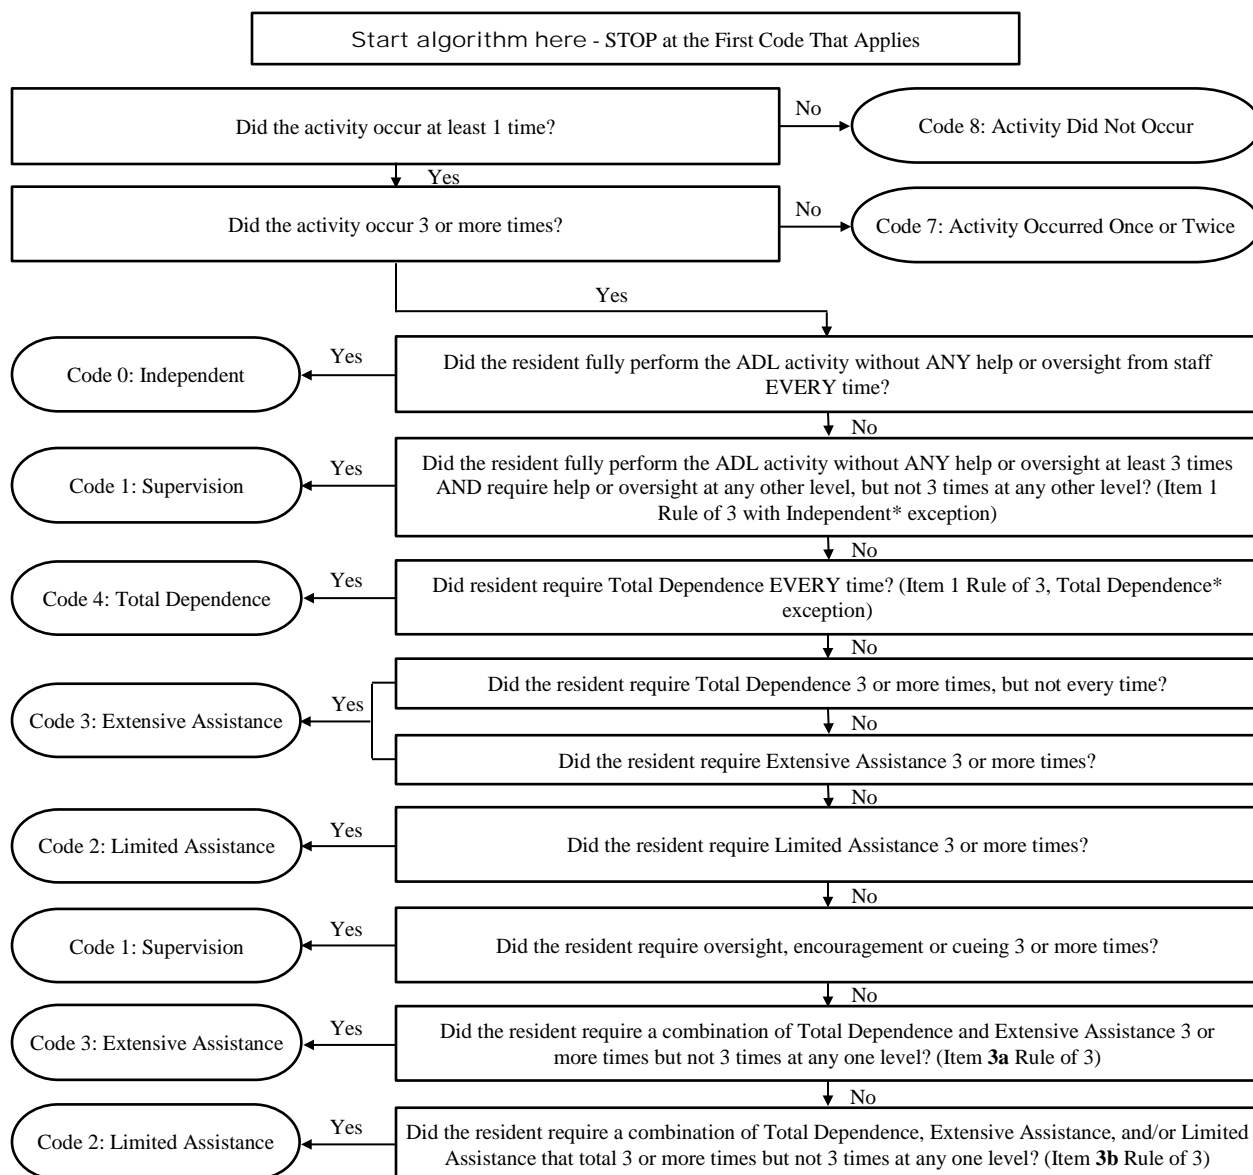 Start algorithm here - STOP at the First Code That Applies
Did the activity occur at least 1 time?
No
Code 8: Activity Did Not Occur
Yes
Did the activity occur 3 or more times?
No
Code 7: Activity Occurred Once or Twice
Yes
Code 0: Independent
Yes
Did the resident fully perform the ADL activity without ANY help or oversight from staff
EVERY time?
No
Code 1: Supervision
Yes
Did the resident fully perform the ADL activity without ANY help or oversight at least 3 times
AND require help or oversight at any other level, but not 3 times at any other level? (Item 1
Rule of 3 with Independent* exception)
No
Code 4: Total Dependence
Yes
Did resident require Total Dependence EVERY time? (Item 1 Rule of 3, Total Dependence*
exception)
No
Did the resident require Total Dependence 3 or more times, but not every time?
Code 3: Extensive Assistance
Yes
No
Did the resident require Extensive Assistance 3 or more times?
No
Code 2: Limited Assistance
Yes
Did the resident require Limited Assistance 3 or more times?
No
Code 1: Supervision
Yes
Did the resident require oversight, encouragement or cueing 3 or more times?
No
Code 3: Extensive Assistance
Yes
Did the resident require a combination of Total Dependence and Extensive Assistance 3 or
more times but not 3 times at any one level? (Item 3a Rule of 3)
No
Code 2: Limited Assistance
Yes
Did the resident require a combination of Total Dependence, Extensive Assistance, and/or Limited
Assistance that total 3 or more times but not 3 times at any one level? (Item 3b Rule of 3)